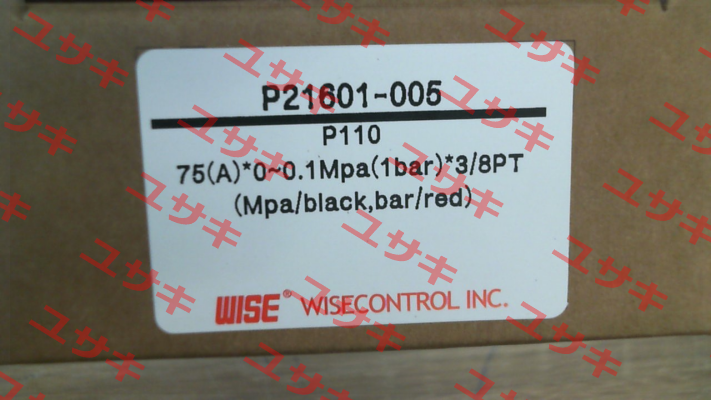 P21601-005
P110
75(A)*0~0.1Mpa(1bar)*3/8PT
(Mpa/black,bar/red)
WISE® WISECONTROL INC.
ユサキ